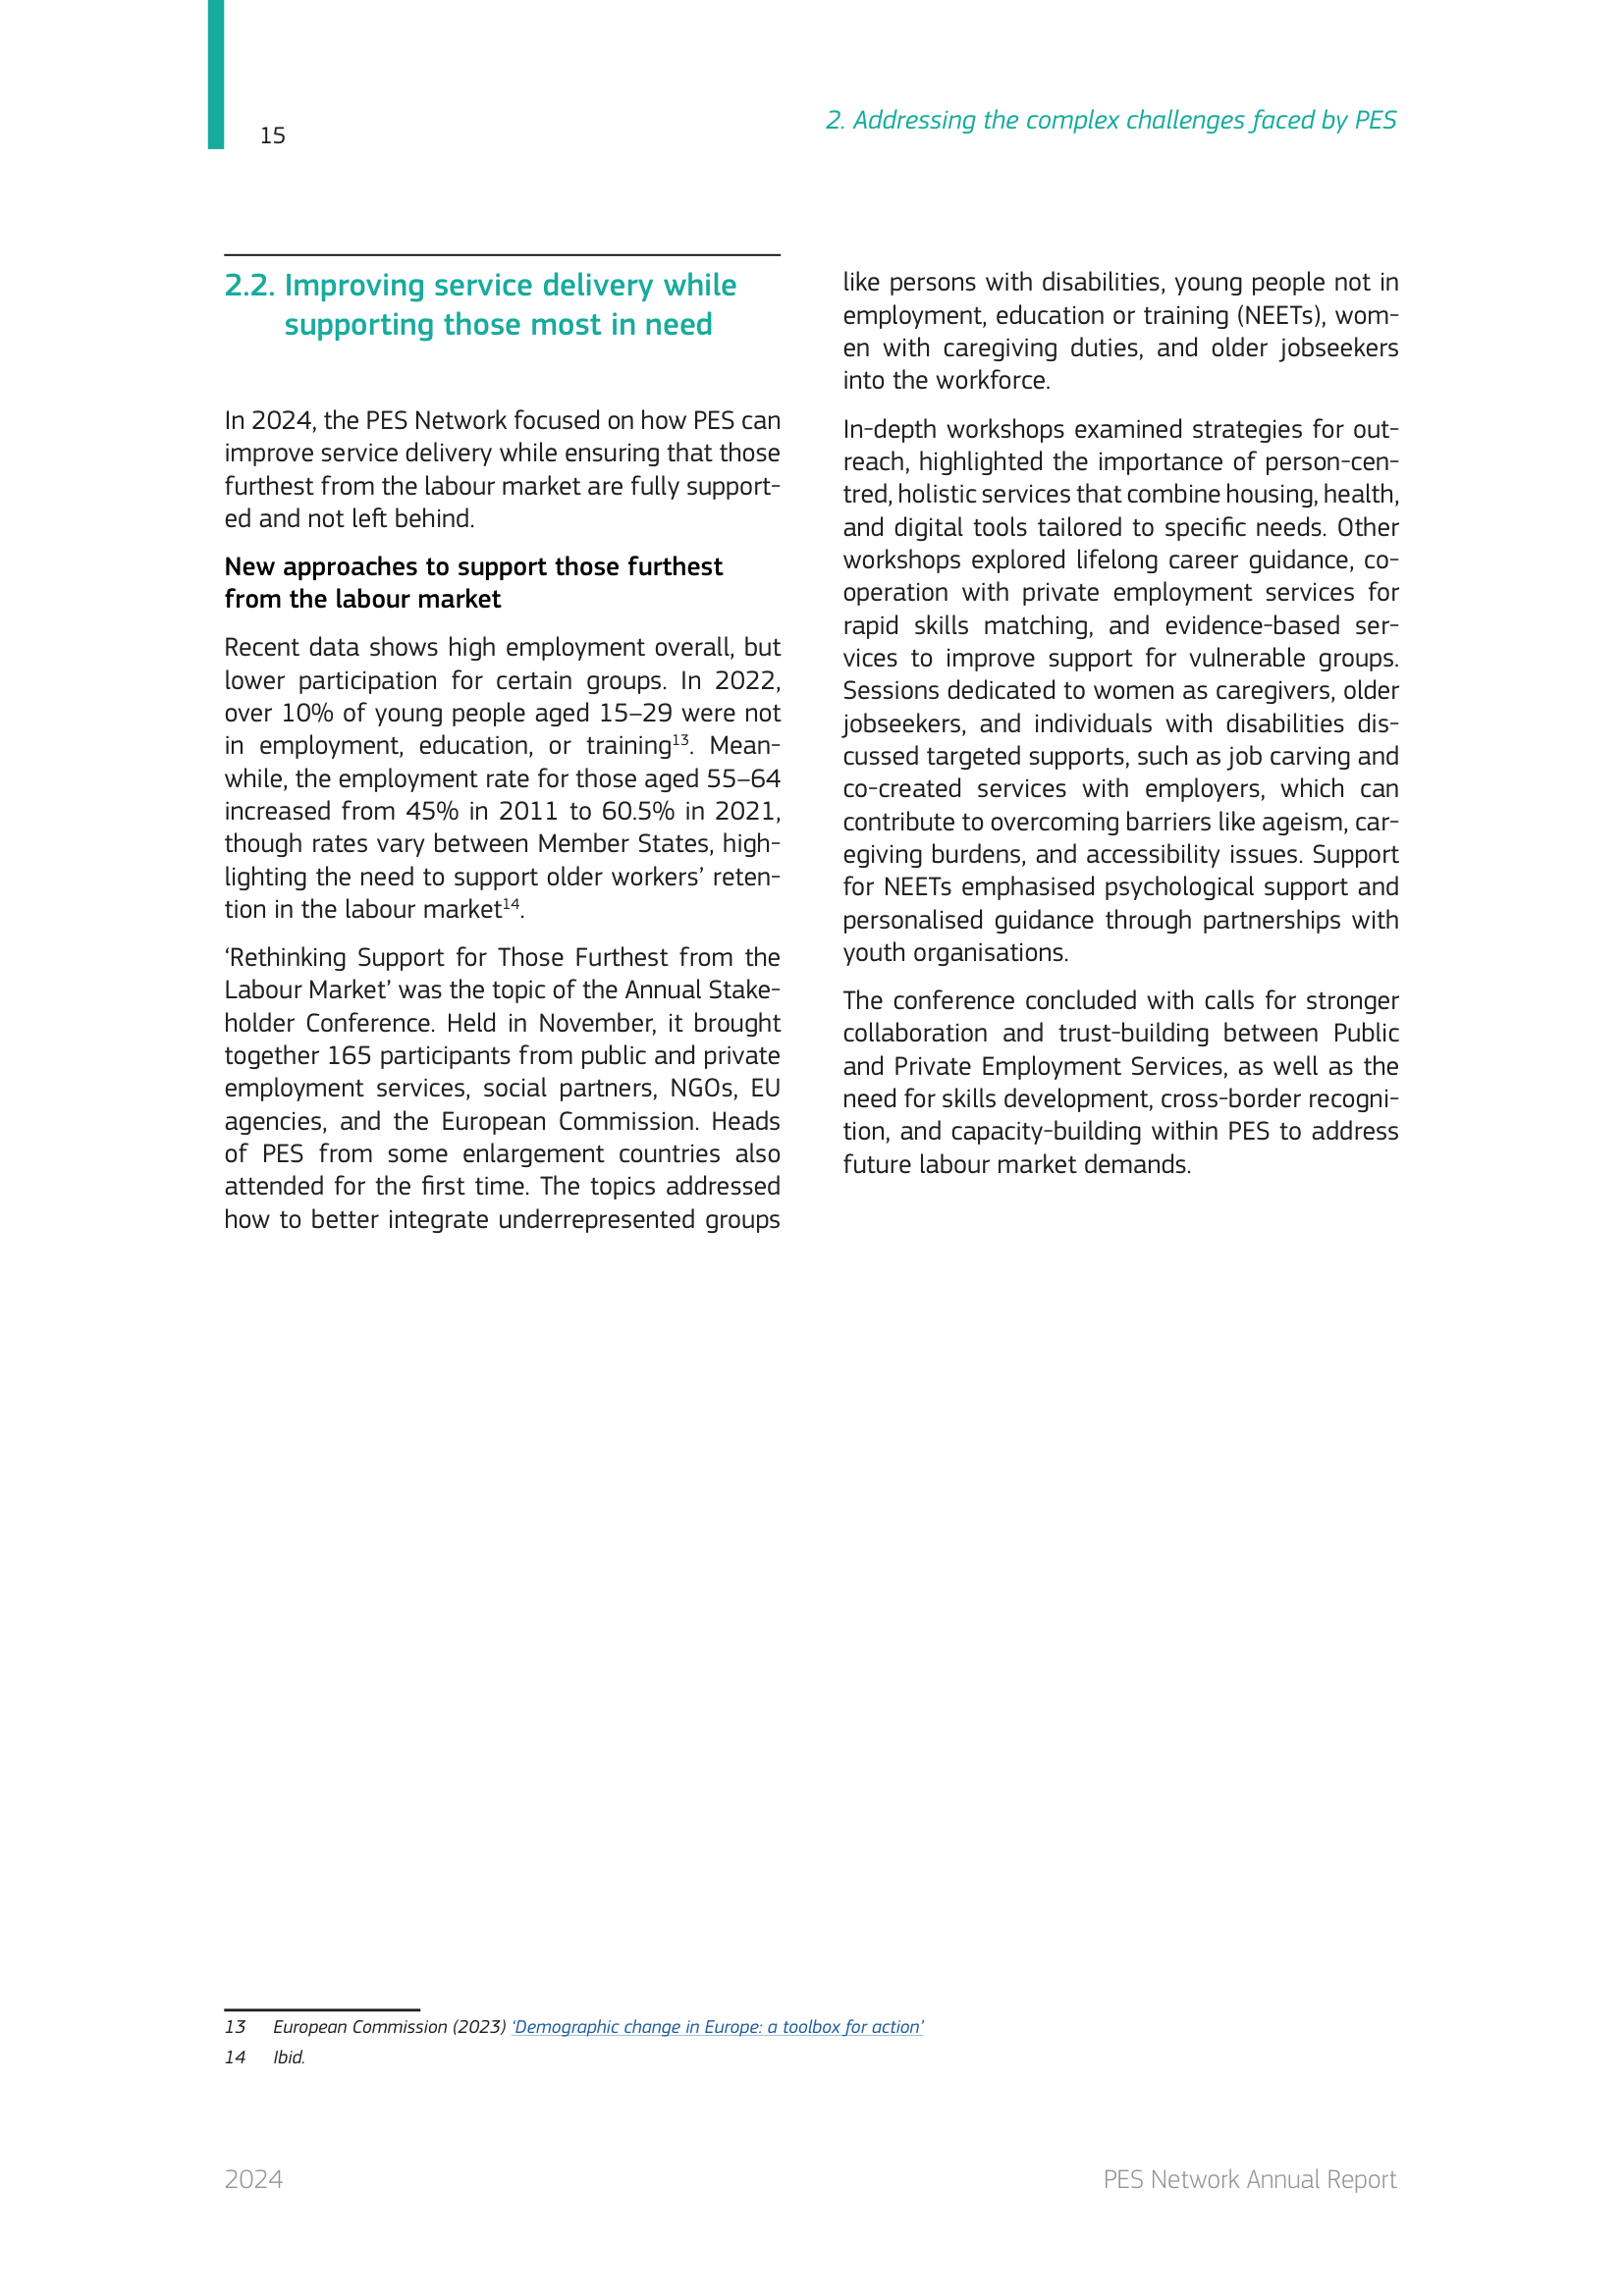 15
2. Addressing the complex challenges faced by PES
2.2. Improving service delivery while
supporting those most in need
In 2024, the PES Network focused on how PES can
improve service delivery while ensuring that those
furthest from the labour market are fully support-
ed and not left behind.
New approaches to support those furthest
from the labour market
Recent data shows high employment overall, but
lower participation for certain groups. In 2022,
over 10% of young people aged 15–29 were not
in employment, education, or training13. Mean-
while, the employment rate for those aged 55–64
increased from 45% in 2011 to 60.5% in 2021,
though rates vary between Member States, high-
lighting the need to support older workers’ reten-
tion in the labour market14.
‘Rethinking Support for Those Furthest from the
Labour Market’ was the topic of the Annual Stake-
holder Conference. Held in November, it brought
together 165 participants from public and private
employment services, social partners, NGOs, EU
agencies, and the European Commission. Heads
of PES from some enlargement countries also
attended for the first time. The topics addressed
how to better integrate underrepresented groups
like persons with disabilities, young people not in
employment, education or training (NEETs), wom-
en with caregiving duties, and older jobseekers
into the workforce.
In-depth workshops examined strategies for out-
reach, highlighted the importance of person-cen-
tred, holistic services that combine housing, health,
and digital tools tailored to specific needs. Other
workshops explored lifelong career guidance, co-
operation with private employment services for
rapid skills matching, and evidence-based ser-
vices to improve support for vulnerable groups.
Sessions dedicated to women as caregivers, older
jobseekers, and individuals with disabilities dis-
cussed targeted supports, such as job carving and
co-created services with employers, which can
contribute to overcoming barriers like ageism, car-
egiving burdens, and accessibility issues. Support
for NEETs emphasised psychological support and
personalised guidance through partnerships with
youth organisations.
The conference concluded with calls for stronger
collaboration and trust-building between Public
and Private Employment Services, as well as the
need for skills development, cross-border recogni-
tion, and capacity-building within PES to address
future labour market demands.
13 European Commission (2023) ‘Demographic change in Europe: a toolbox for action’
14 Ibid.
2024
PES Network Annual Report